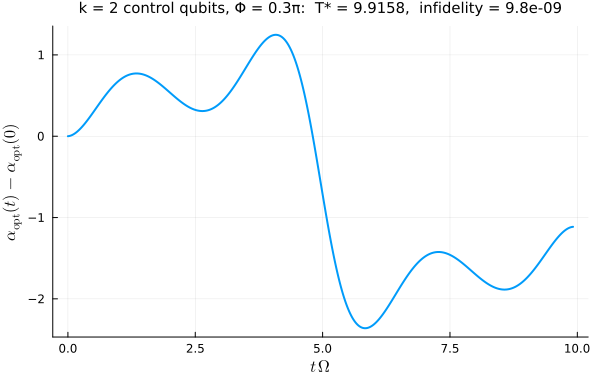 k = 2 control qubits, Φ = 0.3π:  T* = 9.9158,  infidelity = 9.8e-09
α_opt(t) − α_opt(0)
1
0
−1
−2
0.0 2.5 5.0 7.5 10.0
t Ω